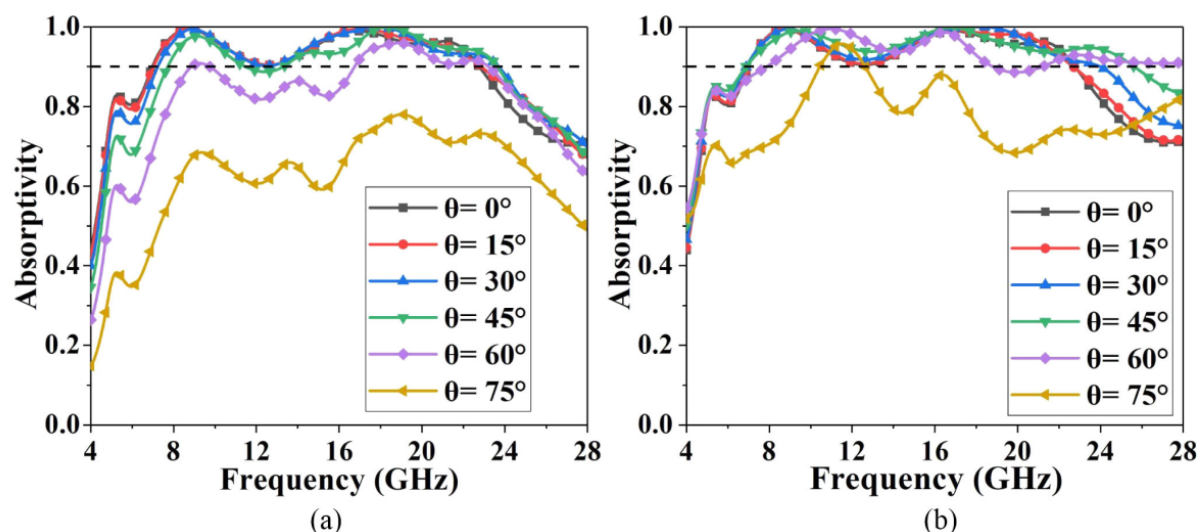 1.0
0.8
0.6
0.4
0.2
0.0
Absorptivity
4 8 12 16 20 24 28
Frequency (GHz)
θ= 0°
θ= 15°
θ= 30°
θ= 45°
θ= 60°
θ= 75°
(a)
1.0
0.8
0.6
0.4
0.2
0.0
Absorptivity
4 8 12 16 20 24 28
Frequency (GHz)
θ= 0°
θ= 15°
θ= 30°
θ= 45°
θ= 60°
θ= 75°
(b)